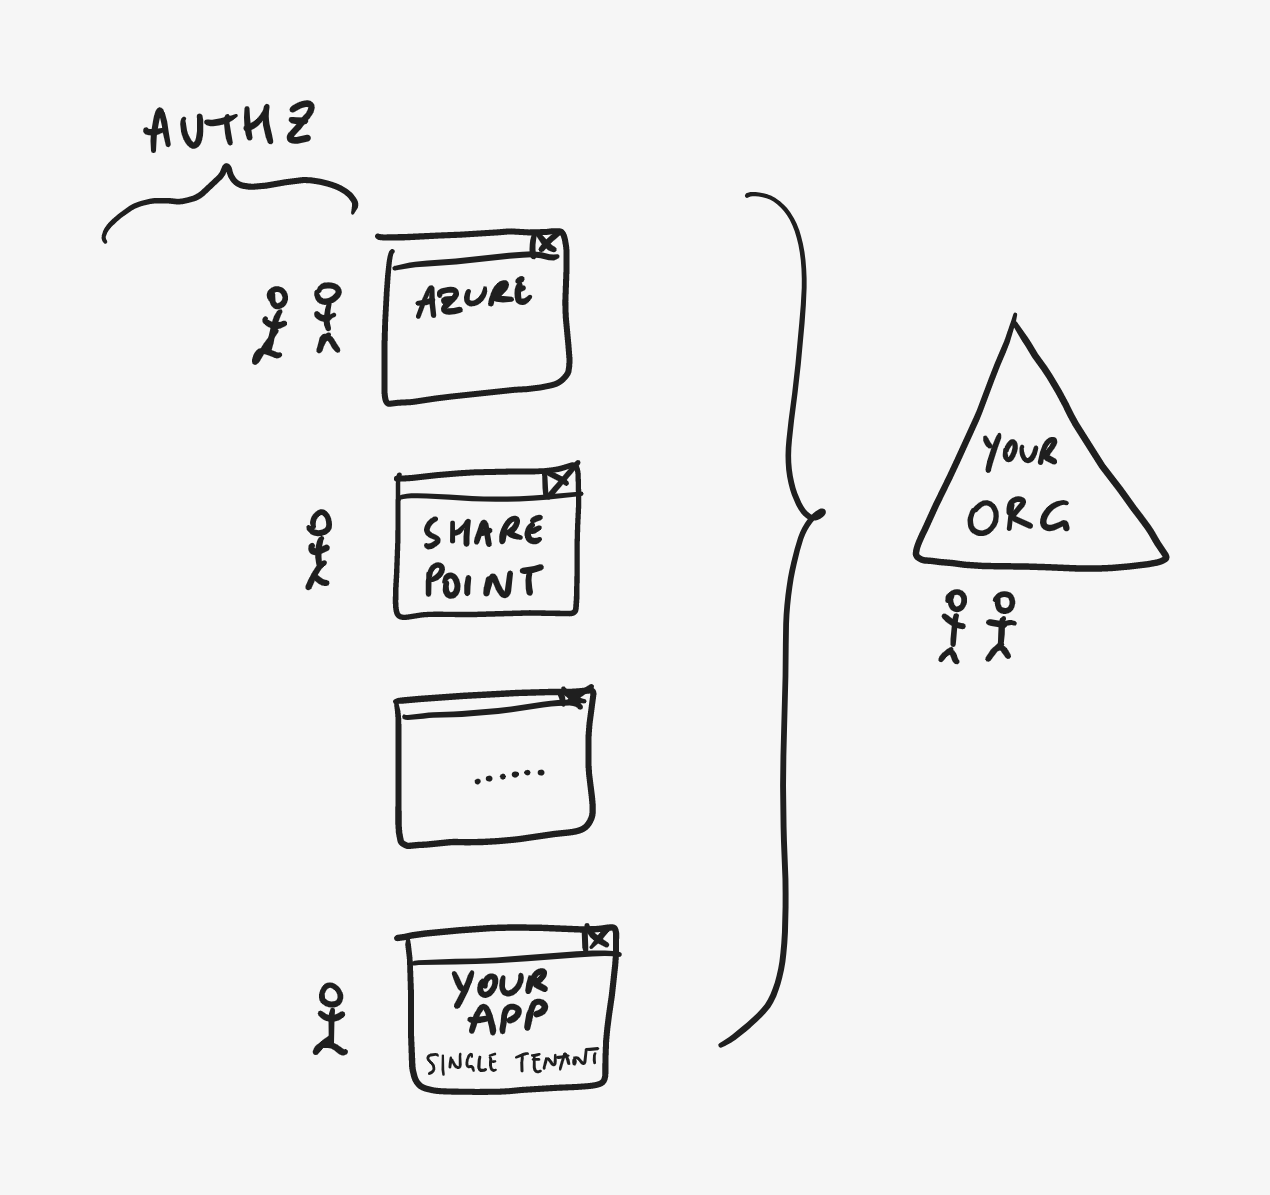 AUTHZ
AZURE
SHARE
POINT
......
YOUR
APP
SINGLE TENANT
YOUR
ORG